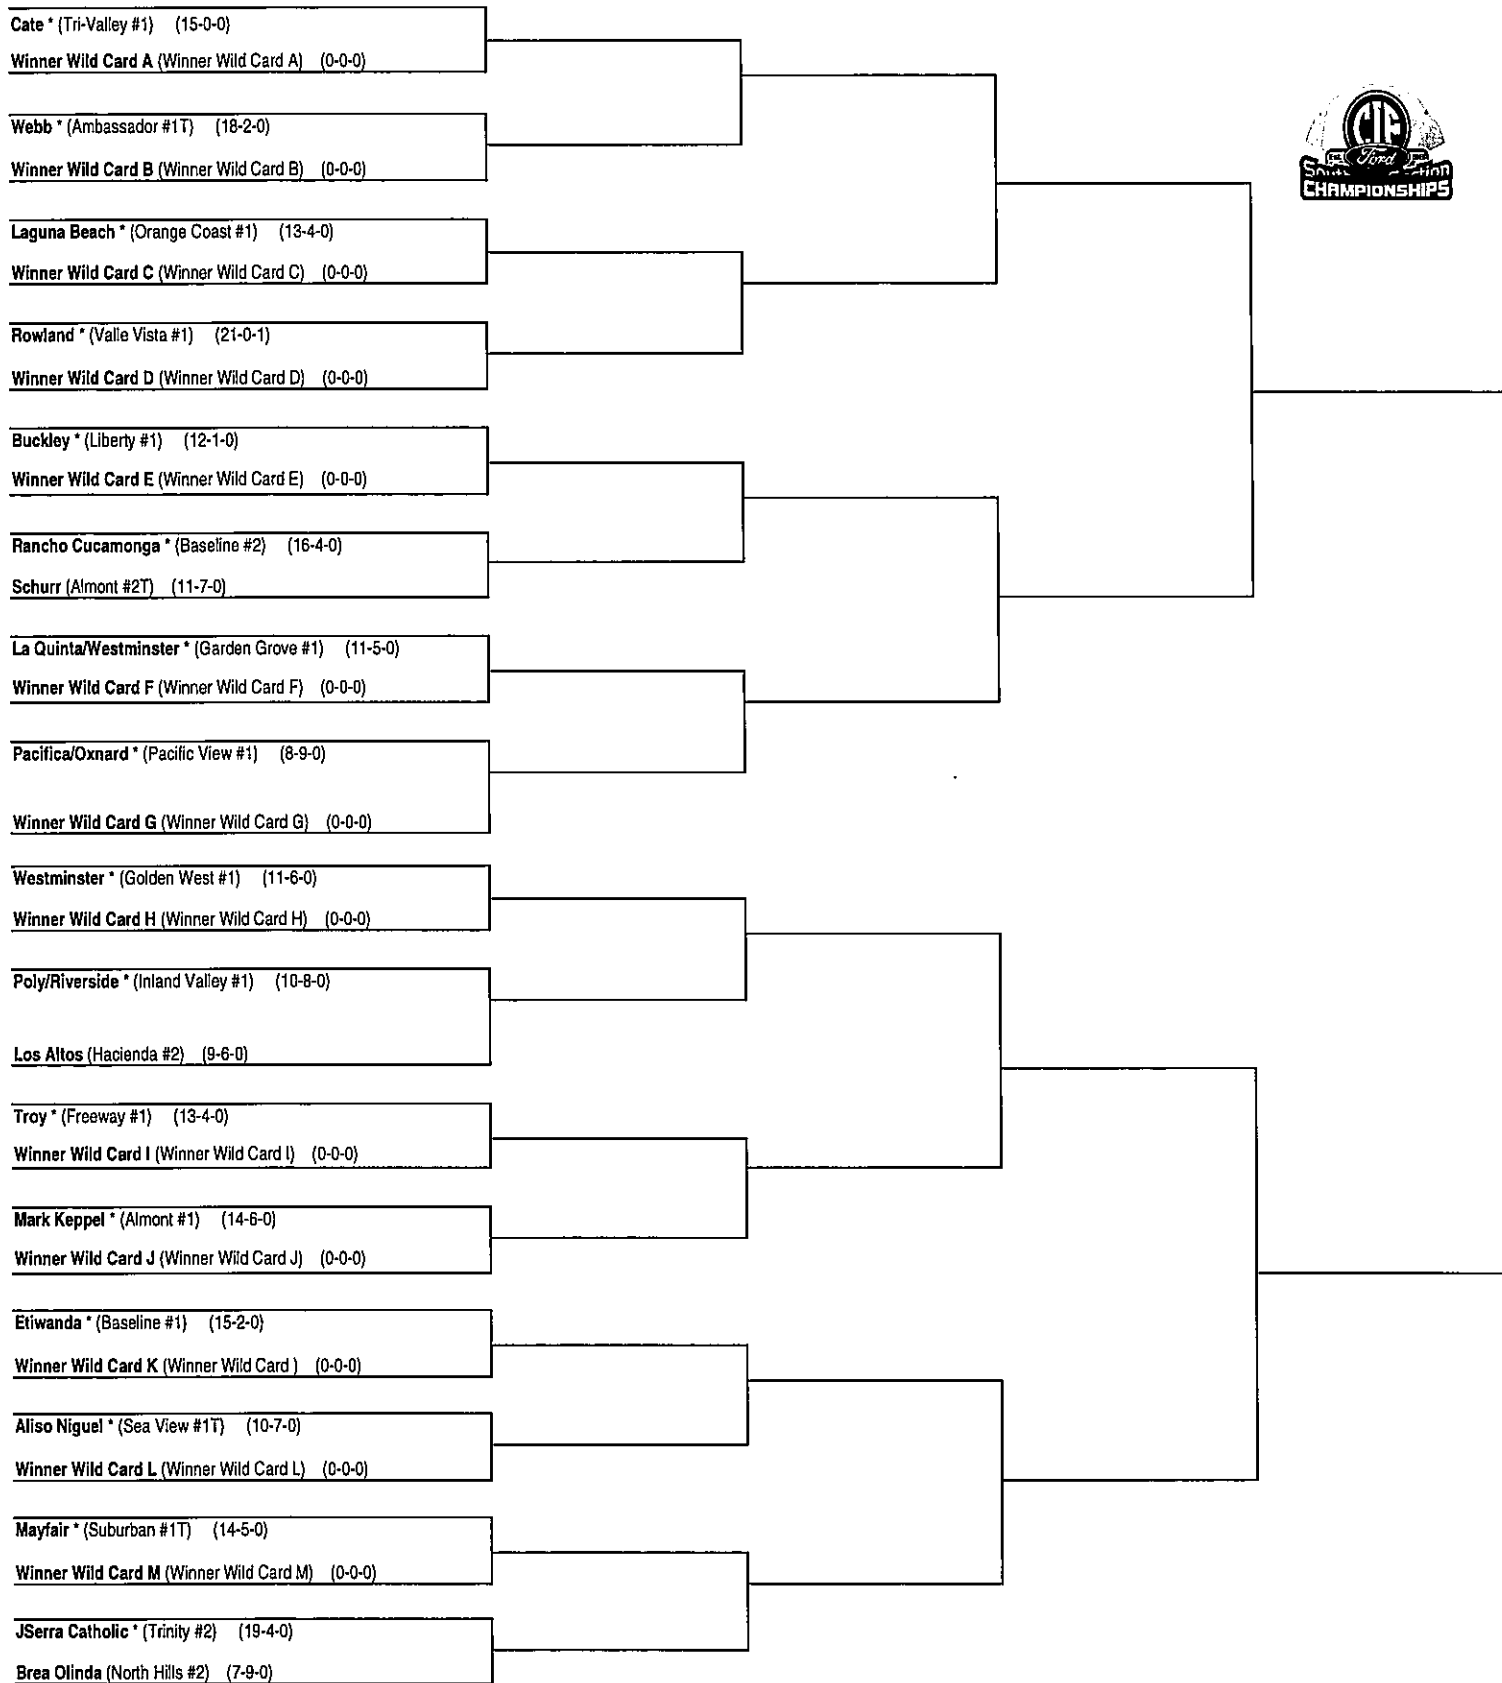 Cate * (Tri-Valley #1) (15-0-0)
Winner Wild Card A (Winner Wild Card A) (0-0-0)
Webb * (Ambassador #1T) (18-2-0)
Winner Wild Card B (Winner Wild Card B) (0-0-0)
Laguna Beach * (Orange Coast #1) (13-4-0)
Winner Wild Card C (Winner Wild Card C) (0-0-0)
Rowland * (Valle Vista #1) (21-0-1)
Winner Wild Card D (Winner Wild Card D) (0-0-0)
Buckley * (Liberty #1) (12-1-0)
Winner Wild Card E (Winner Wild Card E) (0-0-0)
Rancho Cucamonga * (Baseline #2) (16-4-0)
Schurr (Almont #2T) (11-7-0)
La Quinta/Westminster * (Garden Grove #1) (11-5-0)
Winner Wild Card F (Winner Wild Card F) (0-0-0)
Pacifica/Oxnard * (Pacific View #1) (8-9-0)
Winner Wild Card G (Winner Wild Card G) (0-0-0)
Westminster * (Golden West #1) (11-6-0)
Winner Wild Card H (Winner Wild Card H) (0-0-0)
Poly/Riverside * (Inland Valley #1) (10-8-0)
Los Altos (Hacienda #2) (9-6-0)
Troy * (Freeway #1) (13-4-0)
Winner Wild Card I (Winner Wild Card I) (0-0-0)
Mark Keppel * (Almont #1) (14-6-0)
Winner Wild Card J (Winner Wild Card J) (0-0-0)
Etiwanda * (Baseline #1) (15-2-0)
Winner Wild Card K (Winner Wild Card ) (0-0-0)
Aliso Niguel * (Sea View #1T) (10-7-0)
Winner Wild Card L (Winner Wild Card L) (0-0-0)
Mayfair * (Suburban #1T) (14-5-0)
Winner Wild Card M (Winner Wild Card M) (0-0-0)
JSerra Catholic * (Trinity #2) (19-4-0)
Brea Olinda (North Hills #2) (7-9-0)
CIF
Ford
CHAMPIONSHIPS